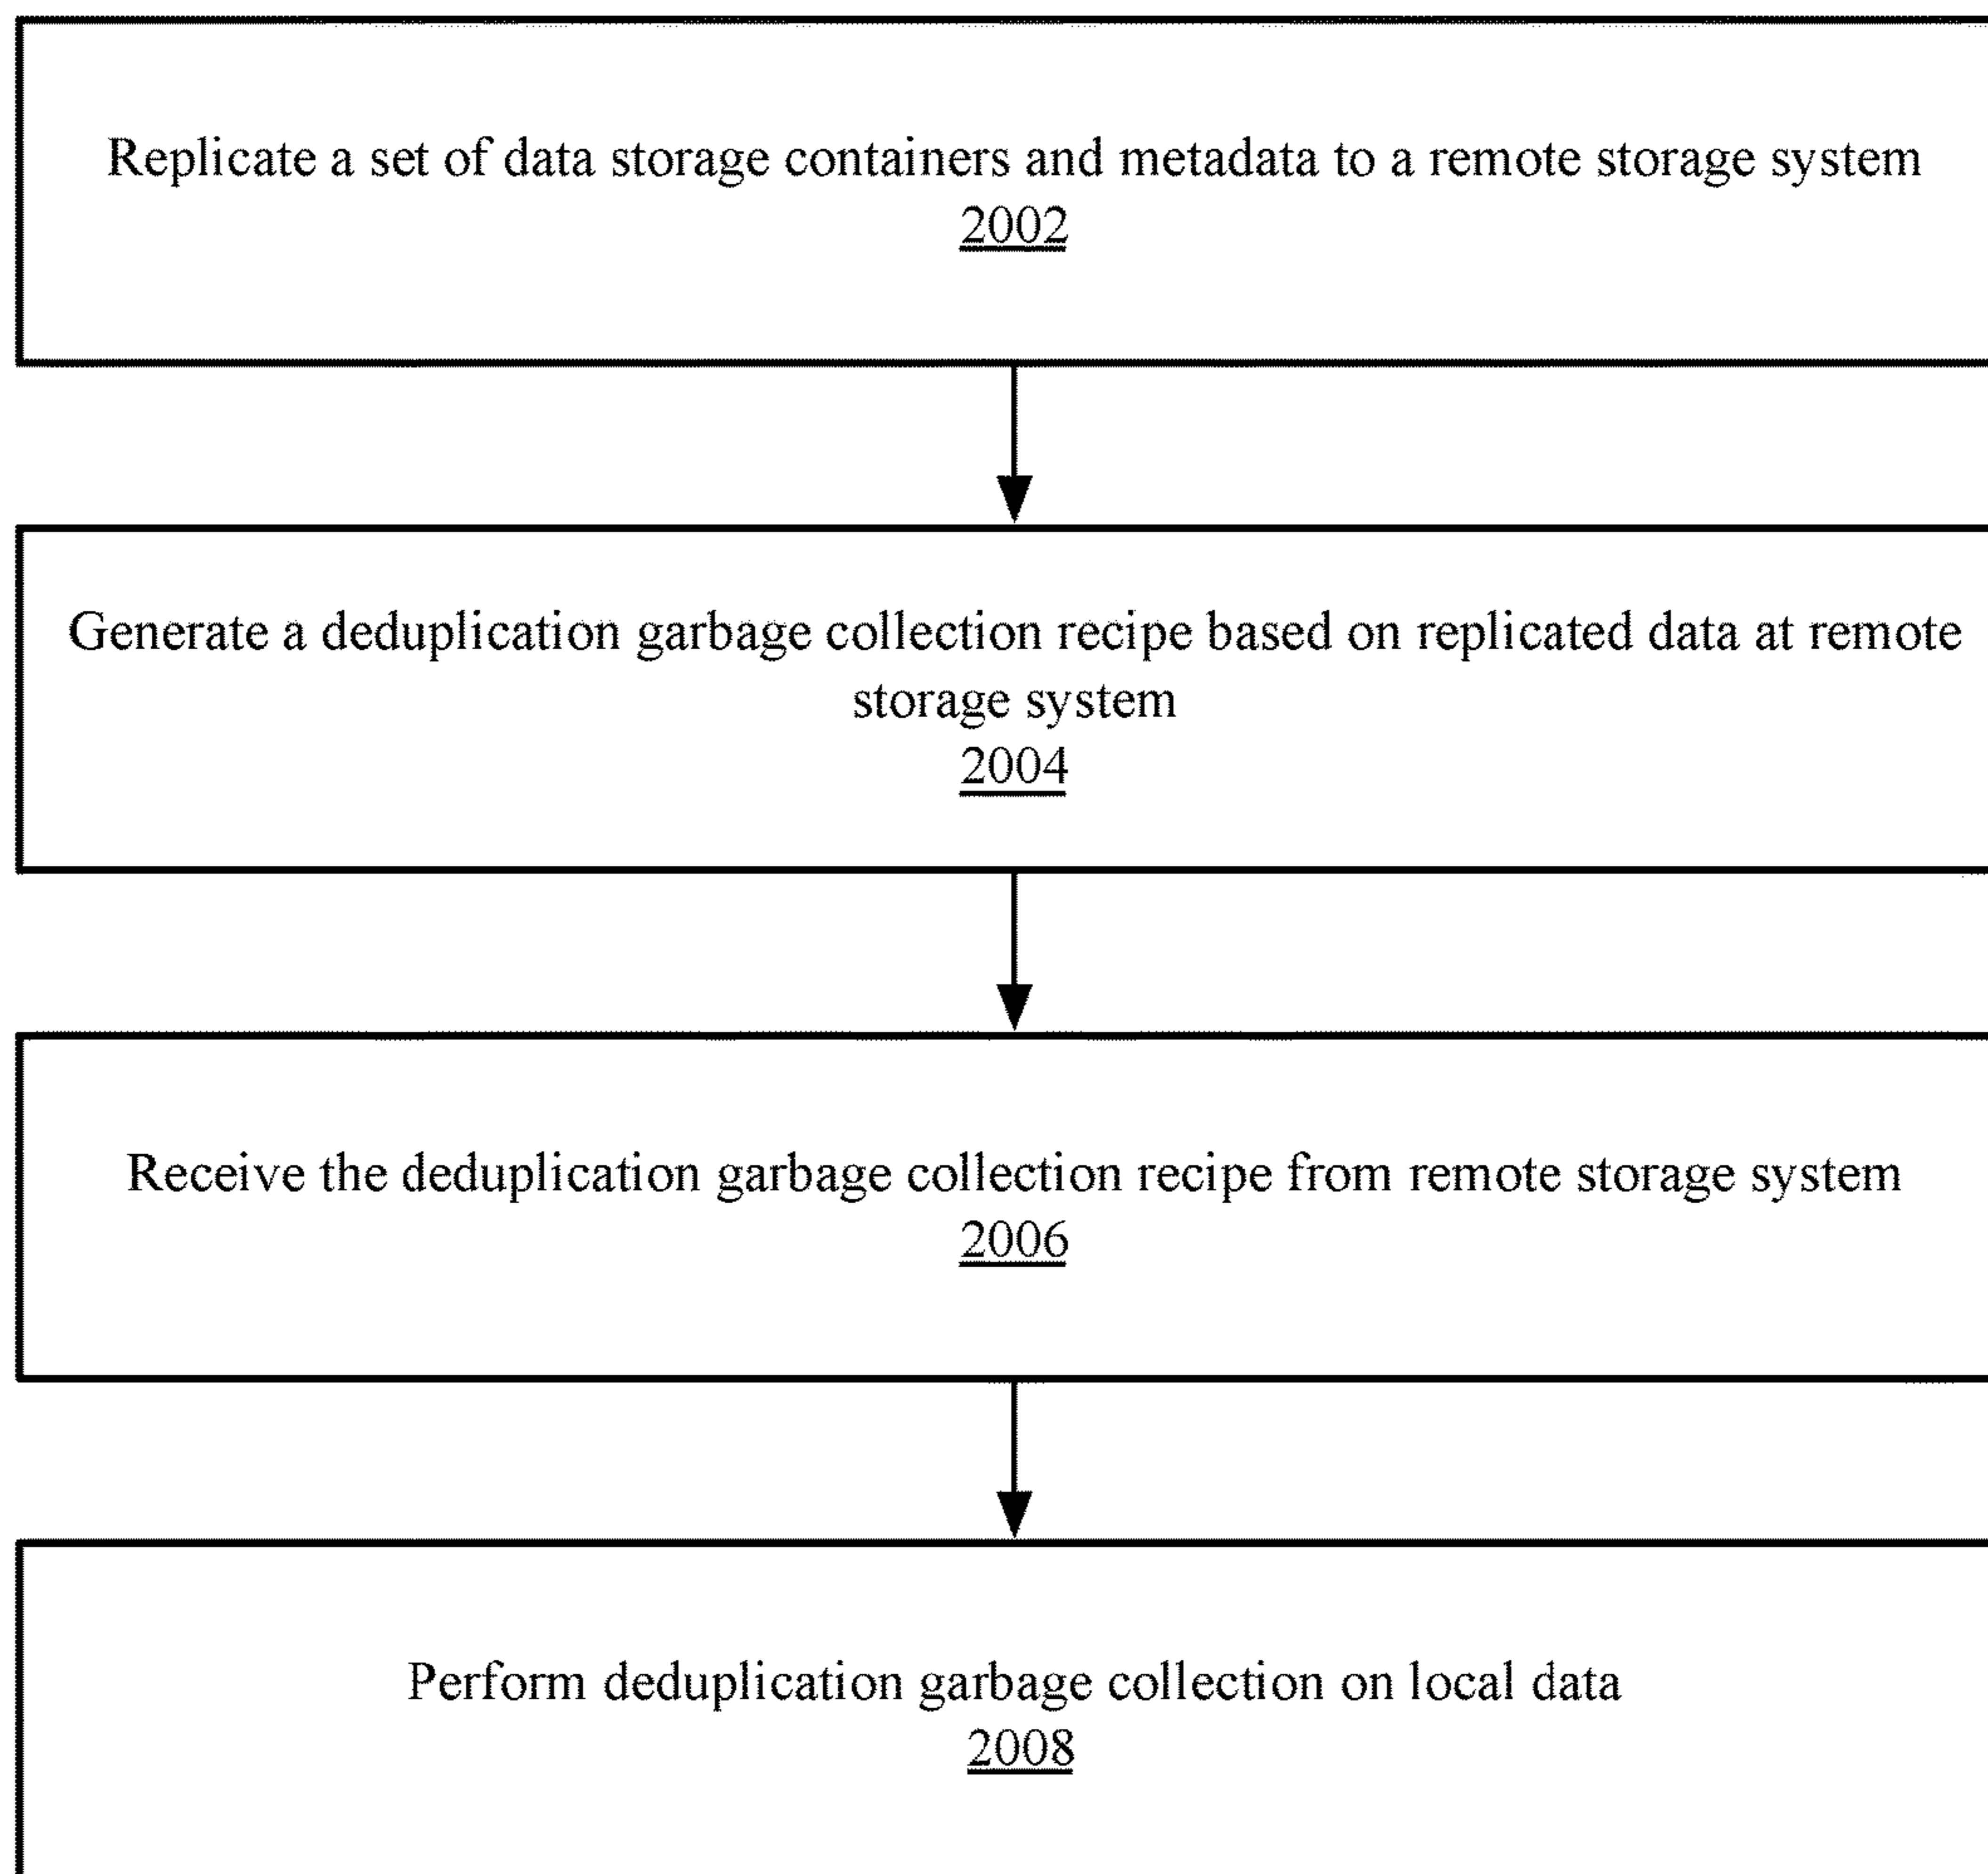 Replicate a set of data storage containers and metadata to a remote storage system
2002
Generate a deduplication garbage collection recipe based on replicated data at remote
storage system
2004
Receive the deduplication garbage collection recipe from remote storage system
2006
Perform deduplication garbage collection on local data
2008